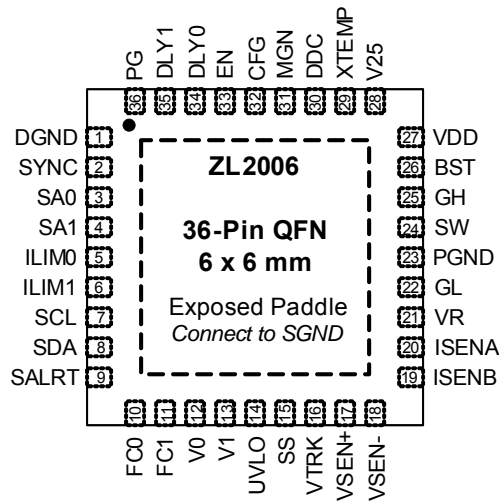 PG
DLY1
DLY0
EN
CFG
MGN
DDC
XTEMP
V25
36
35
34
33
32
31
30
29
28
DGND 1
SYNC 2
SA0 3
SA1 4
ILIM0 5
ILIM1 6
SCL 7
SDA 8
SALRT 9
ZL2006
36-Pin QFN
6 x 6 mm
Exposed Paddle
Connect to SGND
27 VDD
26 BST
25 GH
24 SW
23 PGND
22 GL
21 VR
20 ISENA
19 ISENB
10
11
12
13
14
15
16
17
18
FC0
FC1
V0
V1
UVLO
SS
VTRK
VSEN+
VSEN-